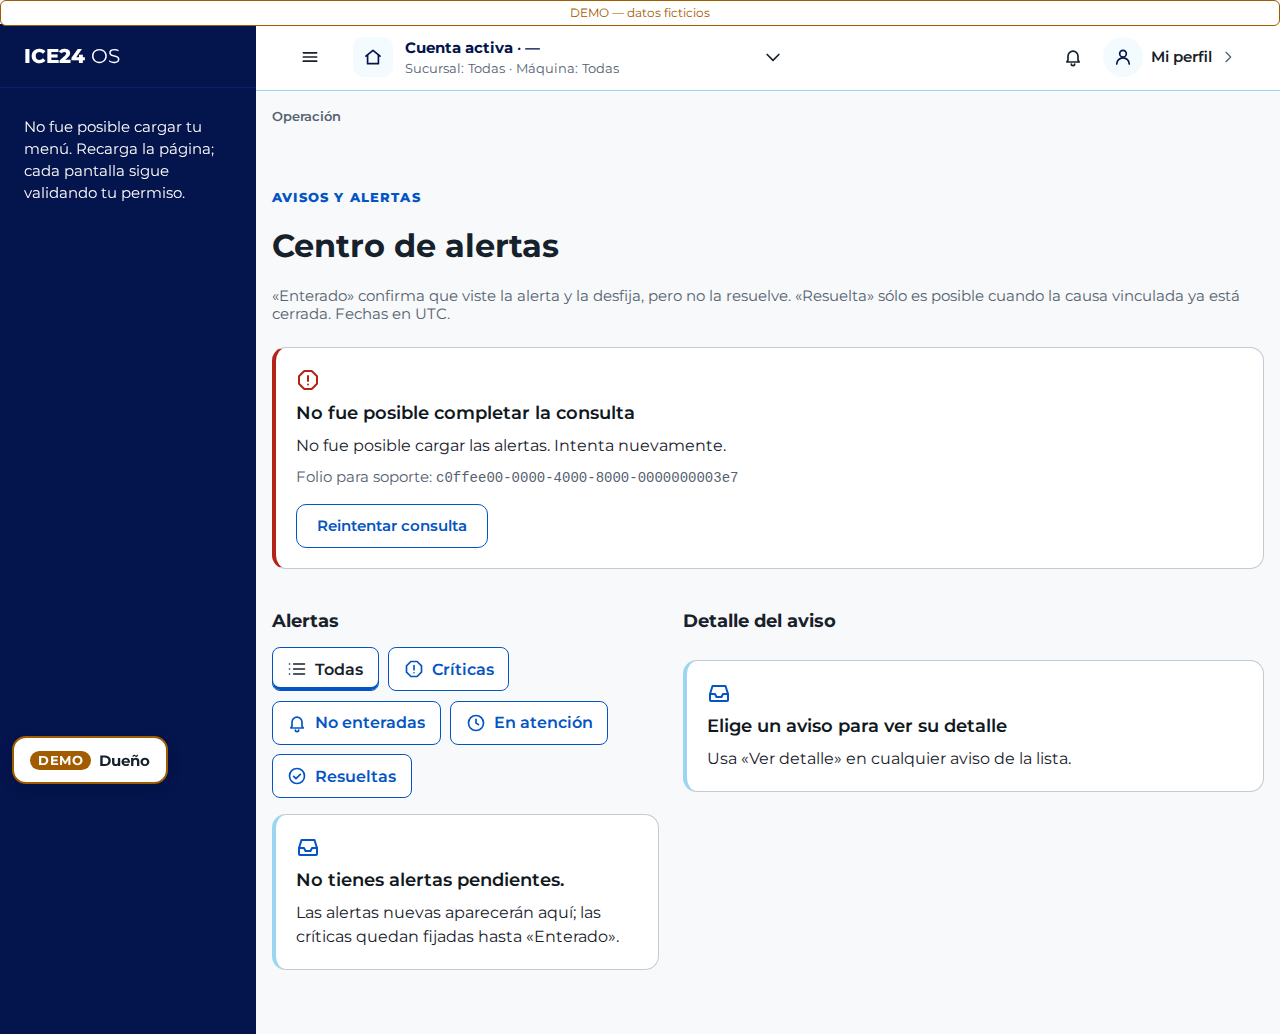 DEMO — datos ficticios
ICE24 OS
Cuenta activa · —
Sucursal: Todas · Máquina: Todas
Mi perfil
No fue posible cargar tu
menú. Recarga la página;
cada pantalla sigue
validando tu permiso.
DEMO Dueño
Operación
AVISOS Y ALERTAS
Centro de alertas
«Enterado» confirma que viste la alerta y la desfija, pero no la resuelve. «Resuelta» sólo es posible cuando la causa vinculada ya está
cerrada. Fechas en UTC.
No fue posible completar la consulta
No fue posible cargar las alertas. Intenta nuevamente.
Folio para soporte: c0ffee00-0000-4000-8000-0000000003e7
Reintentar consulta
Alertas
Todas
Críticas
No enteradas
En atención
Resueltas
No tienes alertas pendientes.
Las alertas nuevas aparecerán aquí; las
críticas quedan fijadas hasta «Enterado».
Detalle del aviso
Elige un aviso para ver su detalle
Usa «Ver detalle» en cualquier aviso de la lista.